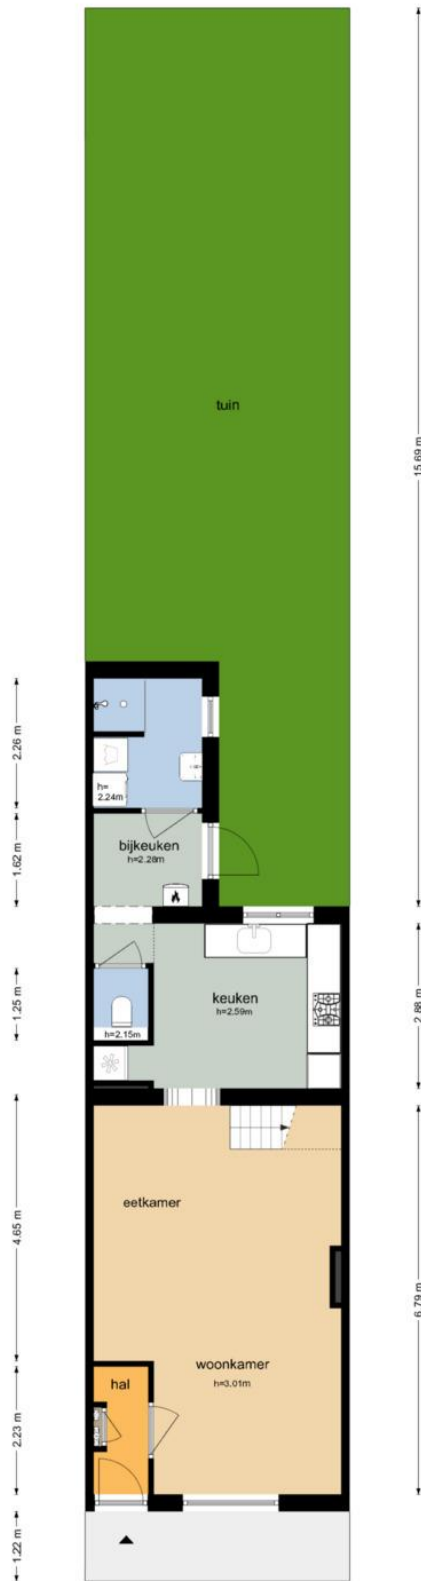 tuin
15.69 m
2.26 m
h=
2.24m
1.62 m
bijkeuken
h=2.28m
1.25 m
h=2.15m
keuken
h=2.59m
2.88 m
4.65 m
eetkamer
6.79 m
woonkamer
h=3.01m
hal
2.23 m
1.22 m